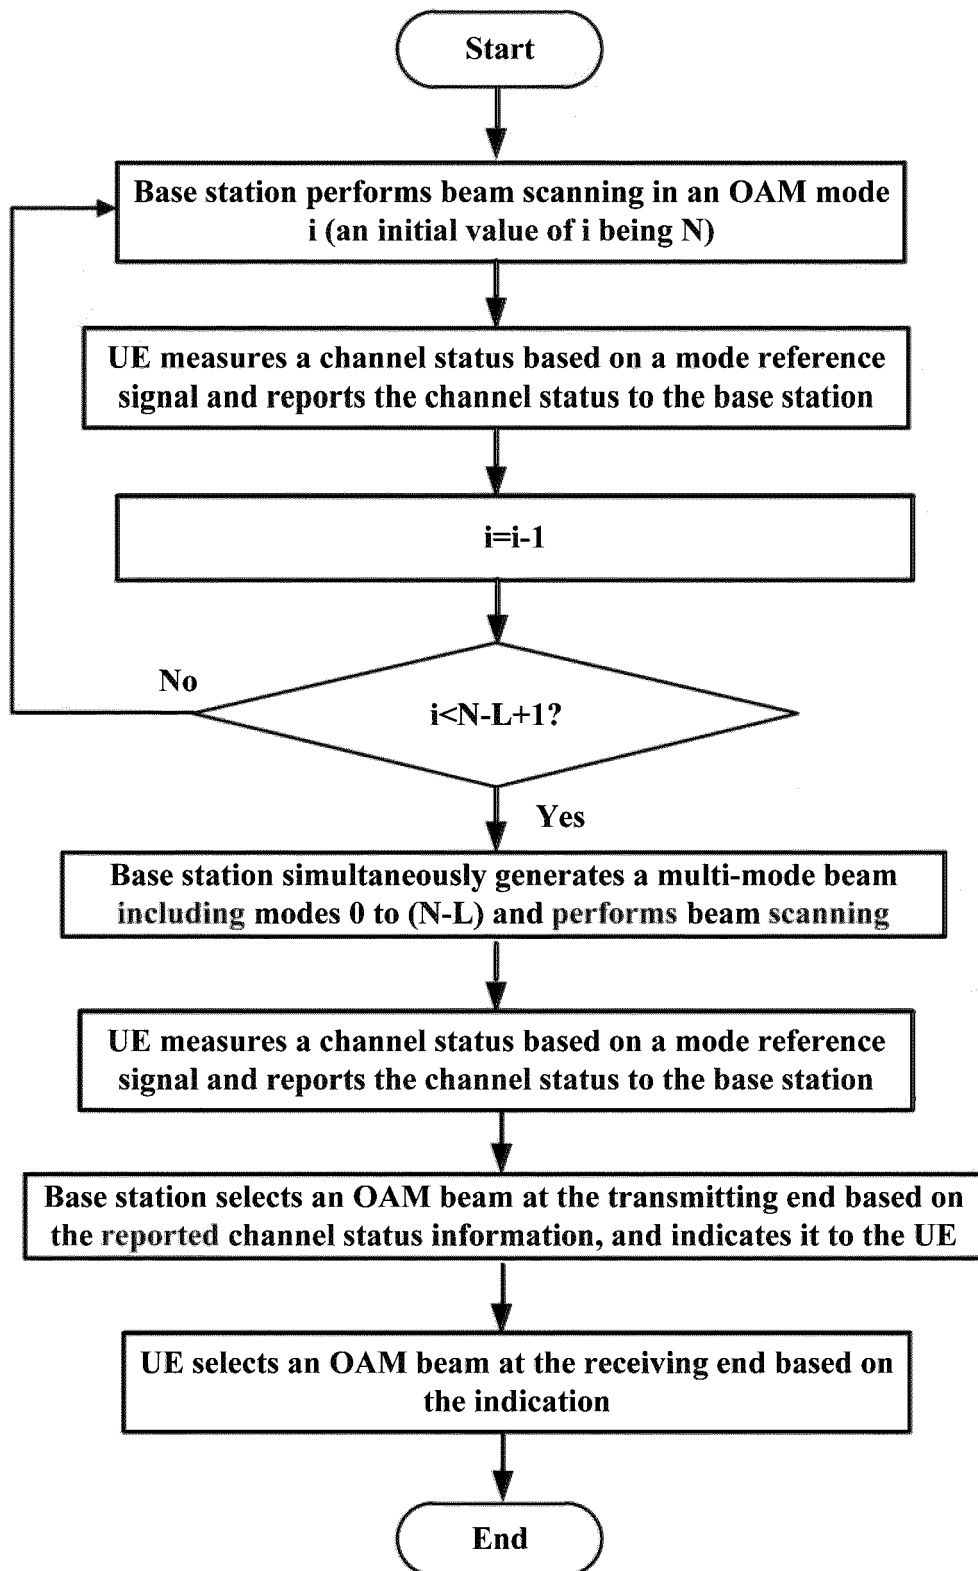 Start
Base station performs beam scanning in an OAM mode
i (an initial value of i being N)
UE measures a channel status based on a mode reference
signal and reports the channel status to the base station
i=i-1
No
i<N-L+1?
Yes
Base station simultaneously generates a multi-mode beam
including modes 0 to (N-L) and performs beam scanning
UE measures a channel status based on a mode reference
signal and reports the channel status to the base station
Base station selects an OAM beam at the transmitting end based on
the reported channel status information, and indicates it to the UE
UE selects an OAM beam at the receiving end based on
the indication
End